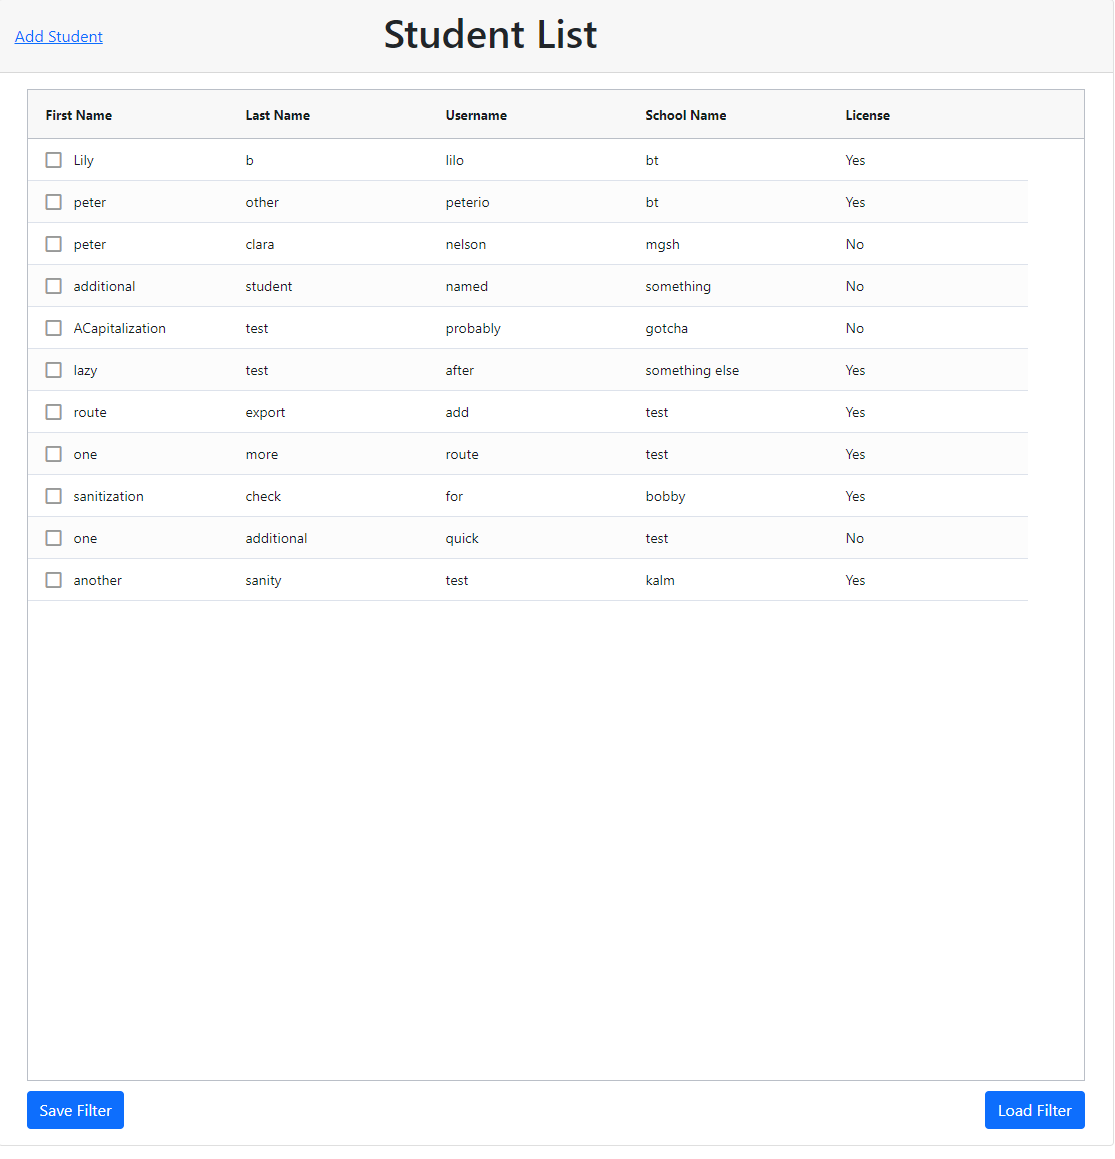 Add Student
Student List
First Name Last Name Username School Name License
Lily b lilo bt Yes
peter other peterio bt Yes
peter clara nelson mgsh No
additional student named something No
ACapitalization test probably gotcha No
lazy test after something else Yes
route export add test Yes
one more route test Yes
sanitization check for bobby Yes
one additional quick test No
another sanity test kalm Yes
Save Filter Load Filter